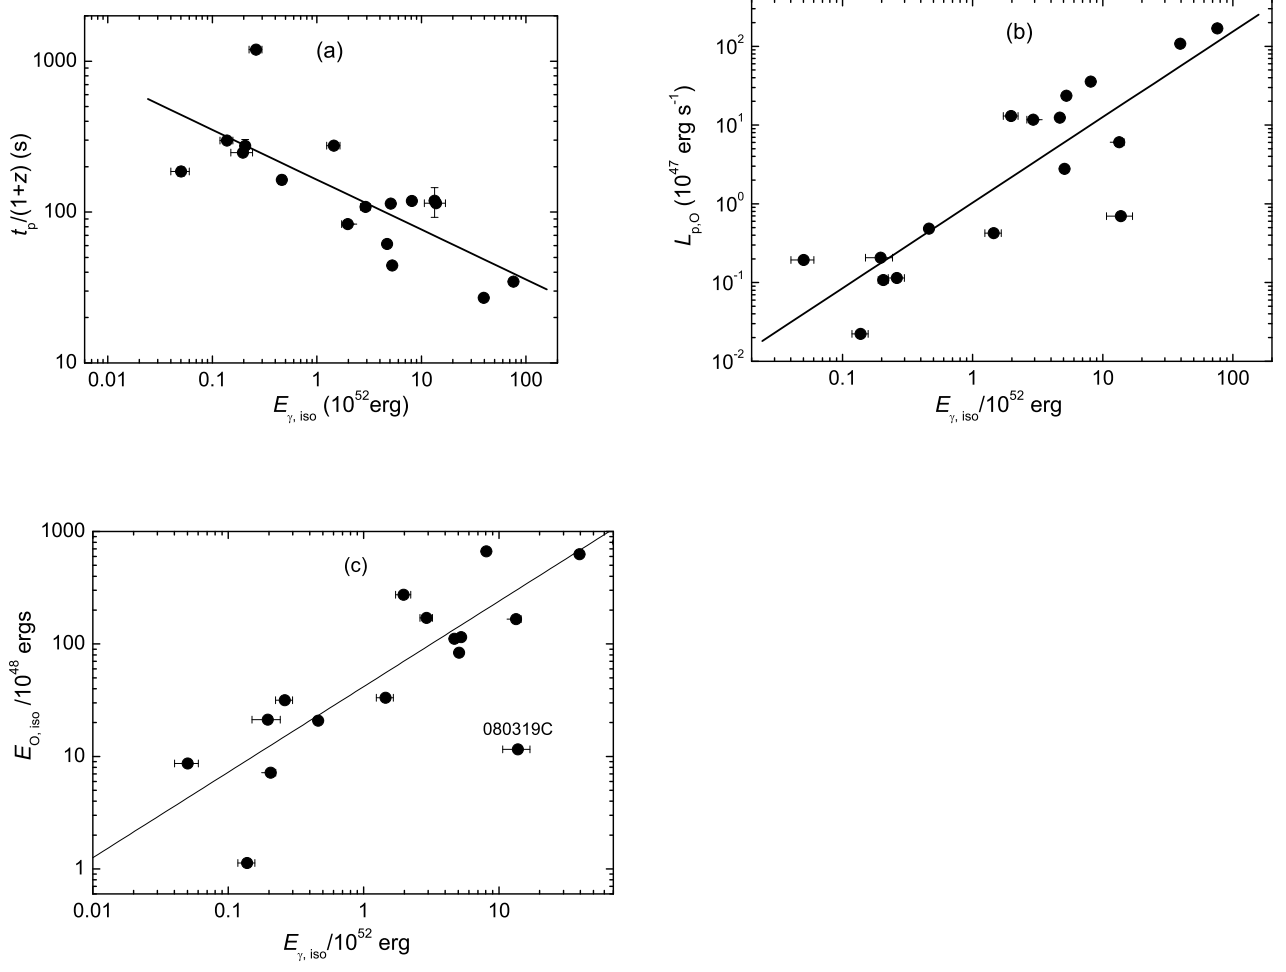 (a)
1000
100
10
t_p/(1+z) (s)
0.01 0.1 1 10 100
E_γ, iso (10^52 erg)
(b)
10^2
10^1
10^0
10^-1
10^-2
L_p,O (10^47 erg s^-1)
0.1 1 10 100
E_γ, iso/10^52 erg
(c)
1000
100
10
1
E_O, iso /10^48 ergs
080319C
0.01 0.1 1 10
E_γ, iso/10^52 erg